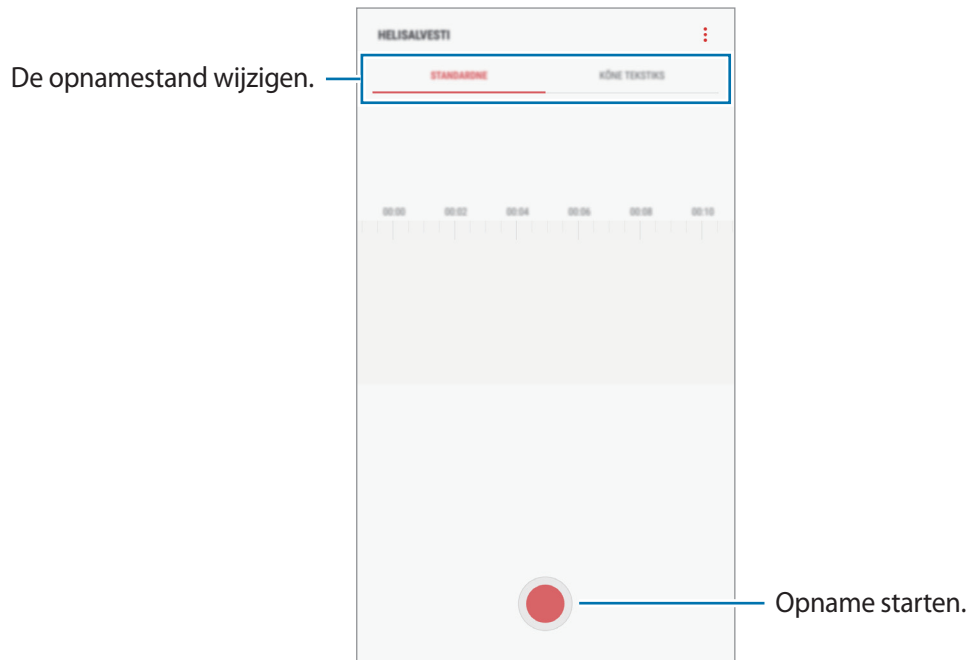 HELISALVESTI
De opnamestand wijzigen.
STANDARDNE KÕNE TEKSTIKS
00:00 00:02 00:04 00:06 00:08 00:10
Opname starten.